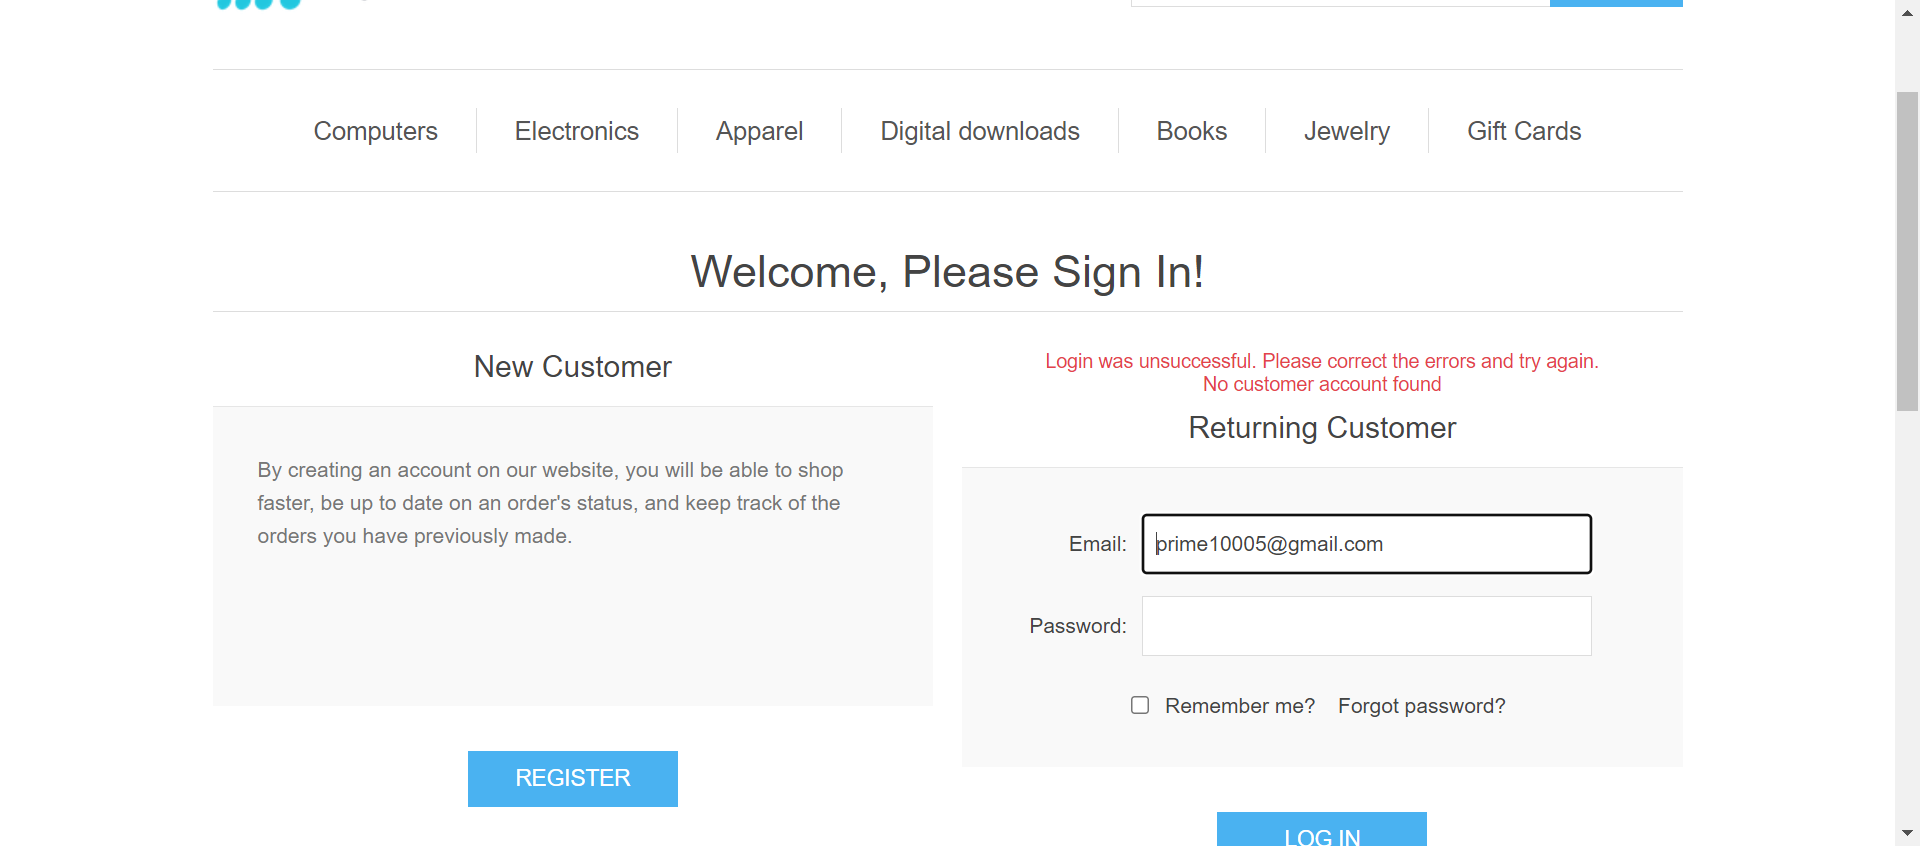 Computers
Electronics
Apparel
Digital downloads
Books
Jewelry
Gift Cards
Welcome, Please Sign In!
New Customer
By creating an account on our website, you will be able to shop
faster, be up to date on an order's status, and keep track of the
orders you have previously made.
REGISTER
Login was unsuccessful. Please correct the errors and try again.
No customer account found
Returning Customer
Email: prime10005@gmail.com
Password:
Remember me? Forgot password?
LOG IN